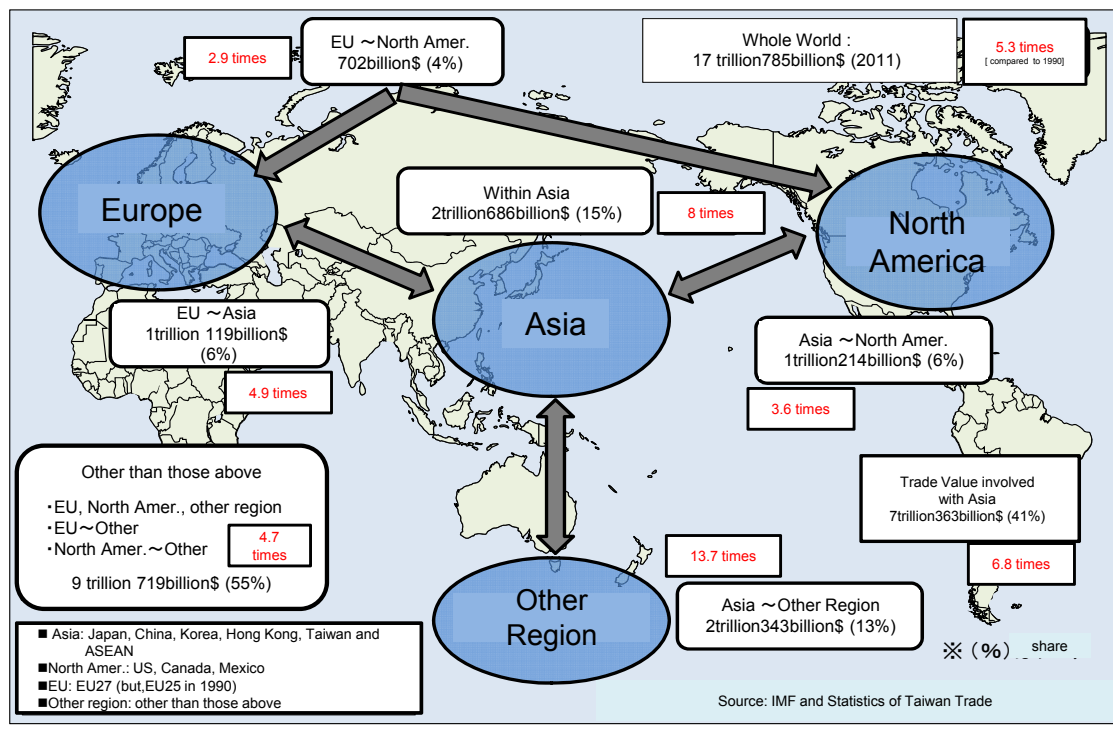 EU ～North Amer.
702billion$ (4%)
2.9 times
Whole World :
17 trillion785billion$ (2011)
5.3 times
[ compared to 1990]
Europe
Within Asia
2trillion686billion$ (15%)
8 times
North
America
Asia
EU ～Asia
1trillion 119billion$
(6%)
4.9 times
Asia ～North Amer.
1trillion214billion$ (6%)
3.6 times
Other than those above
・EU, North Amer., other region
・EU～Other
・North Amer.～Other
4.7
times
9 trillion 719billion$ (55%)
Trade Value involved
with Asia
7trillion363billion$ (41%)
6.8 times
13.7 times
Other
Region
Asia ～Other Region
2trillion343billion$ (13%)
■ Asia: Japan, China, Korea, Hong Kong, Taiwan and
ASEAN
■North Amer.: US, Canada, Mexico
■EU: EU27 (but,EU25 in 1990)
■Other region: other than those above
※（%） share
Source: IMF and Statistics of Taiwan Trade